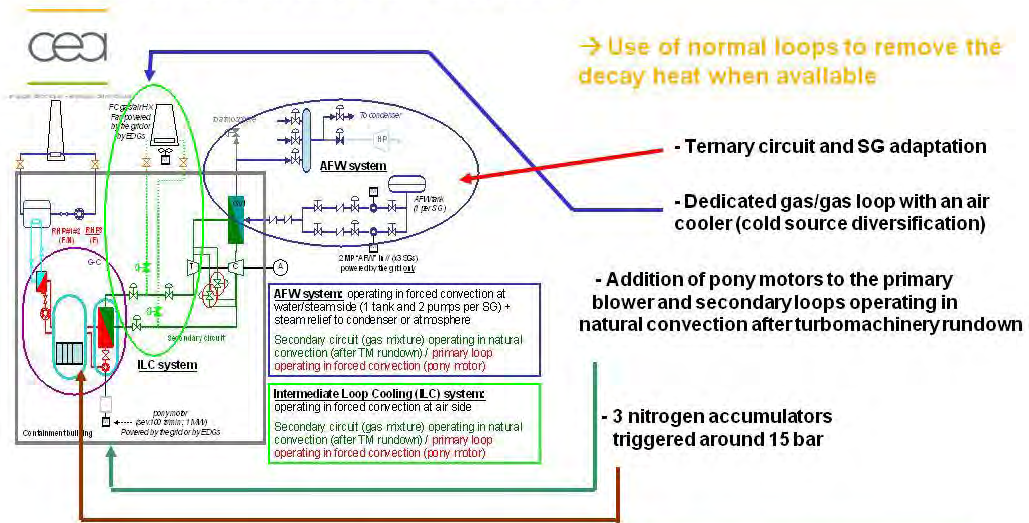 cea
→ Use of normal loops to remove the
decay heat when available
- Ternary circuit and SG adaptation
- Dedicated gas/gas loop with an air
cooler (cold source diversification)
- Addition of pony motors to the primary
blower and secondary loops operating in
natural convection after turbomachinery rundown
- 3 nitrogen accumulators
triggered around 15 bar
FC gas/air HX
Fan powered
by the grid or
by EDGs
To condenser
HP
AFW system
AFW tank
(1 per SG)
powered by the grid only
G-C
T
C
A
Secondary circuit
ILC system
pony motor
Powered by the grid or by EDGs
Containment building
AFW system: operating in forced convection at
water/steam side (1 tank and 2 pumps per SG) +
steam relief to condenser or atmosphere
Secondary circuit (gas mixture) operating in natural
convection (after TM rundown) / primary loop
operating in forced convection (pony motor)
Intermediate Loop Cooling (ILC) system:
operating in forced convection at air side
Secondary circuit (gas mixture) operating in natural
convection (after TM rundown) / primary loop
operating in forced convection (pony motor)